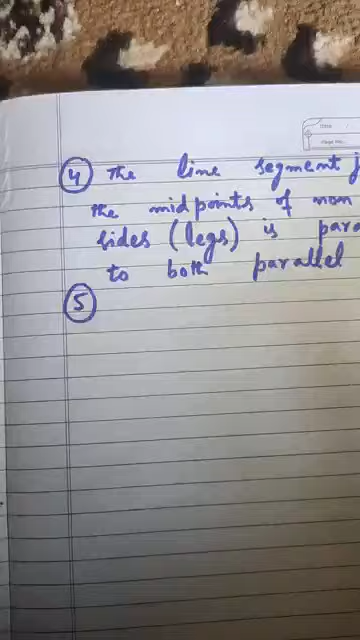 ④ The line segment
the midpoints of non
sides (legs) is para
to both parallel
⑤